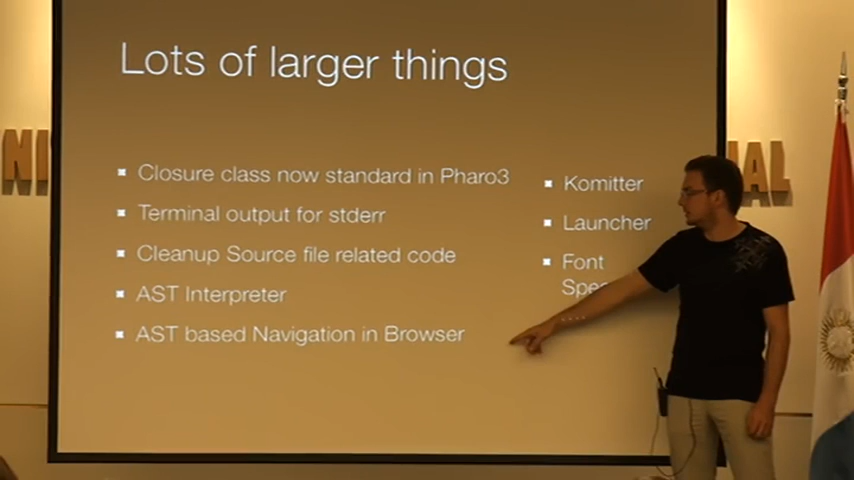 Lots of larger things
Closure class now standard in Pharo3
Terminal output for stderr
Cleanup Source file related code
AST Interpreter
AST based Navigation in Browser
Komitter
Launcher
Font